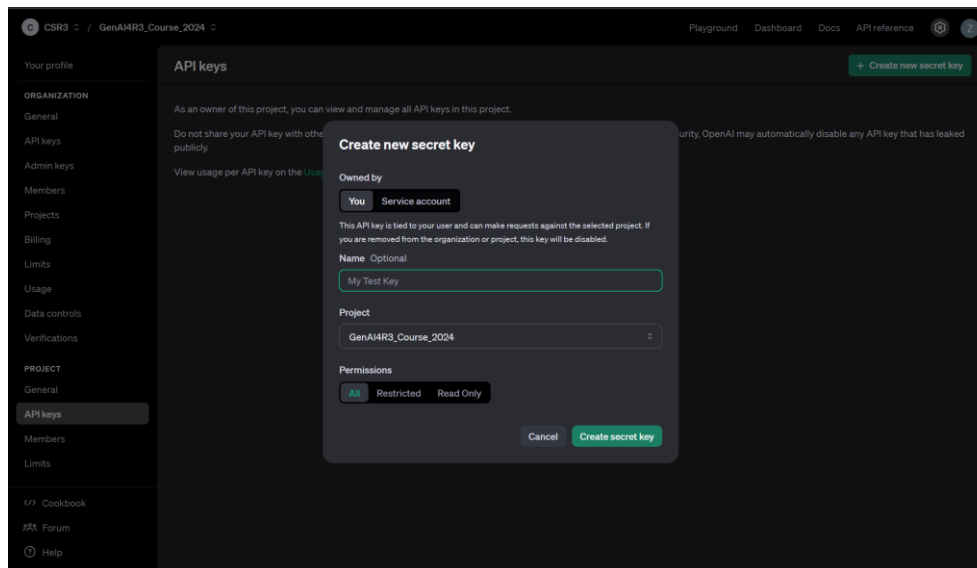 C CSR3 / GenAI4R3_Course_2024
Playground Dashboard Docs API reference Z
Your profile
ORGANIZATION
General
API keys
Admin keys
Members
Projects
Billing
Limits
Usage
Data controls
Verifications
PROJECT
General
API keys
Members
Limits
</> Cookbook
Forum
Help
API keys
+ Create new secret key
As an owner of this project, you can view and manage all API keys in this project.
Do not share your API key with othe
urity, OpenAI may automatically disable any API key that has leaked
publicly.
View usage per API key on the Usag
Create new secret key
Owned by
You Service account
This API key is tied to your user and can make requests against the selected project. If
you are removed from the organization or project, this key will be disabled.
Name Optional
My Test Key
Project
GenAI4R3_Course_2024
Permissions
All Restricted Read Only
Cancel Create secret key